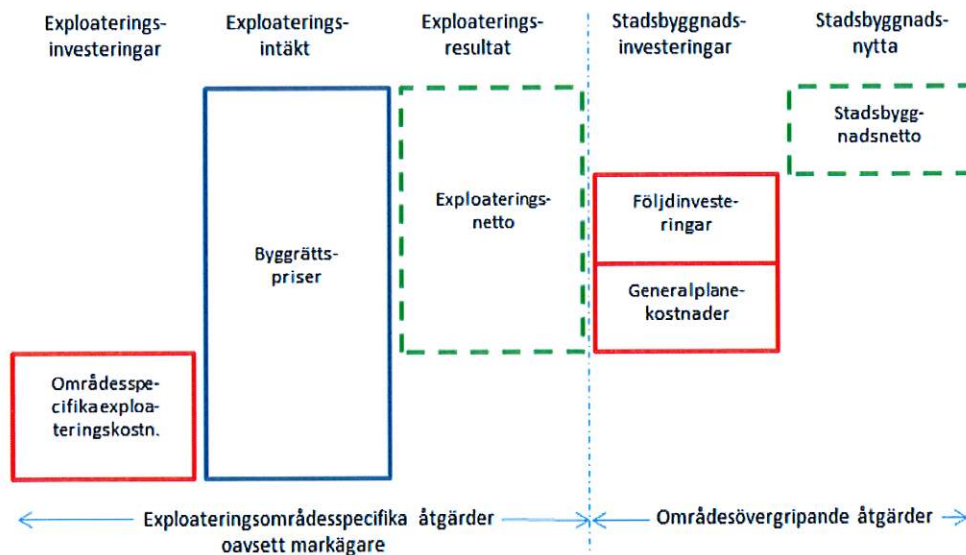 Exploaterings-
investeringar
Exploaterings-
intäkt
Exploaterings-
resultat
Stadsbyggnads-
investeringar
Stadsbyggnads-
nytta
Stadsbygg-
nadsnetto
Exploaterings-
netto
Följdinveste-
ringar
Byggrätts-
priser
Generalplane-
kostnader
Områdesspe-
cifika exploa-
teringskostn.
Exploateringsområdesspecifika åtgärder
oavsett markägare
Områdesövergripande åtgärder